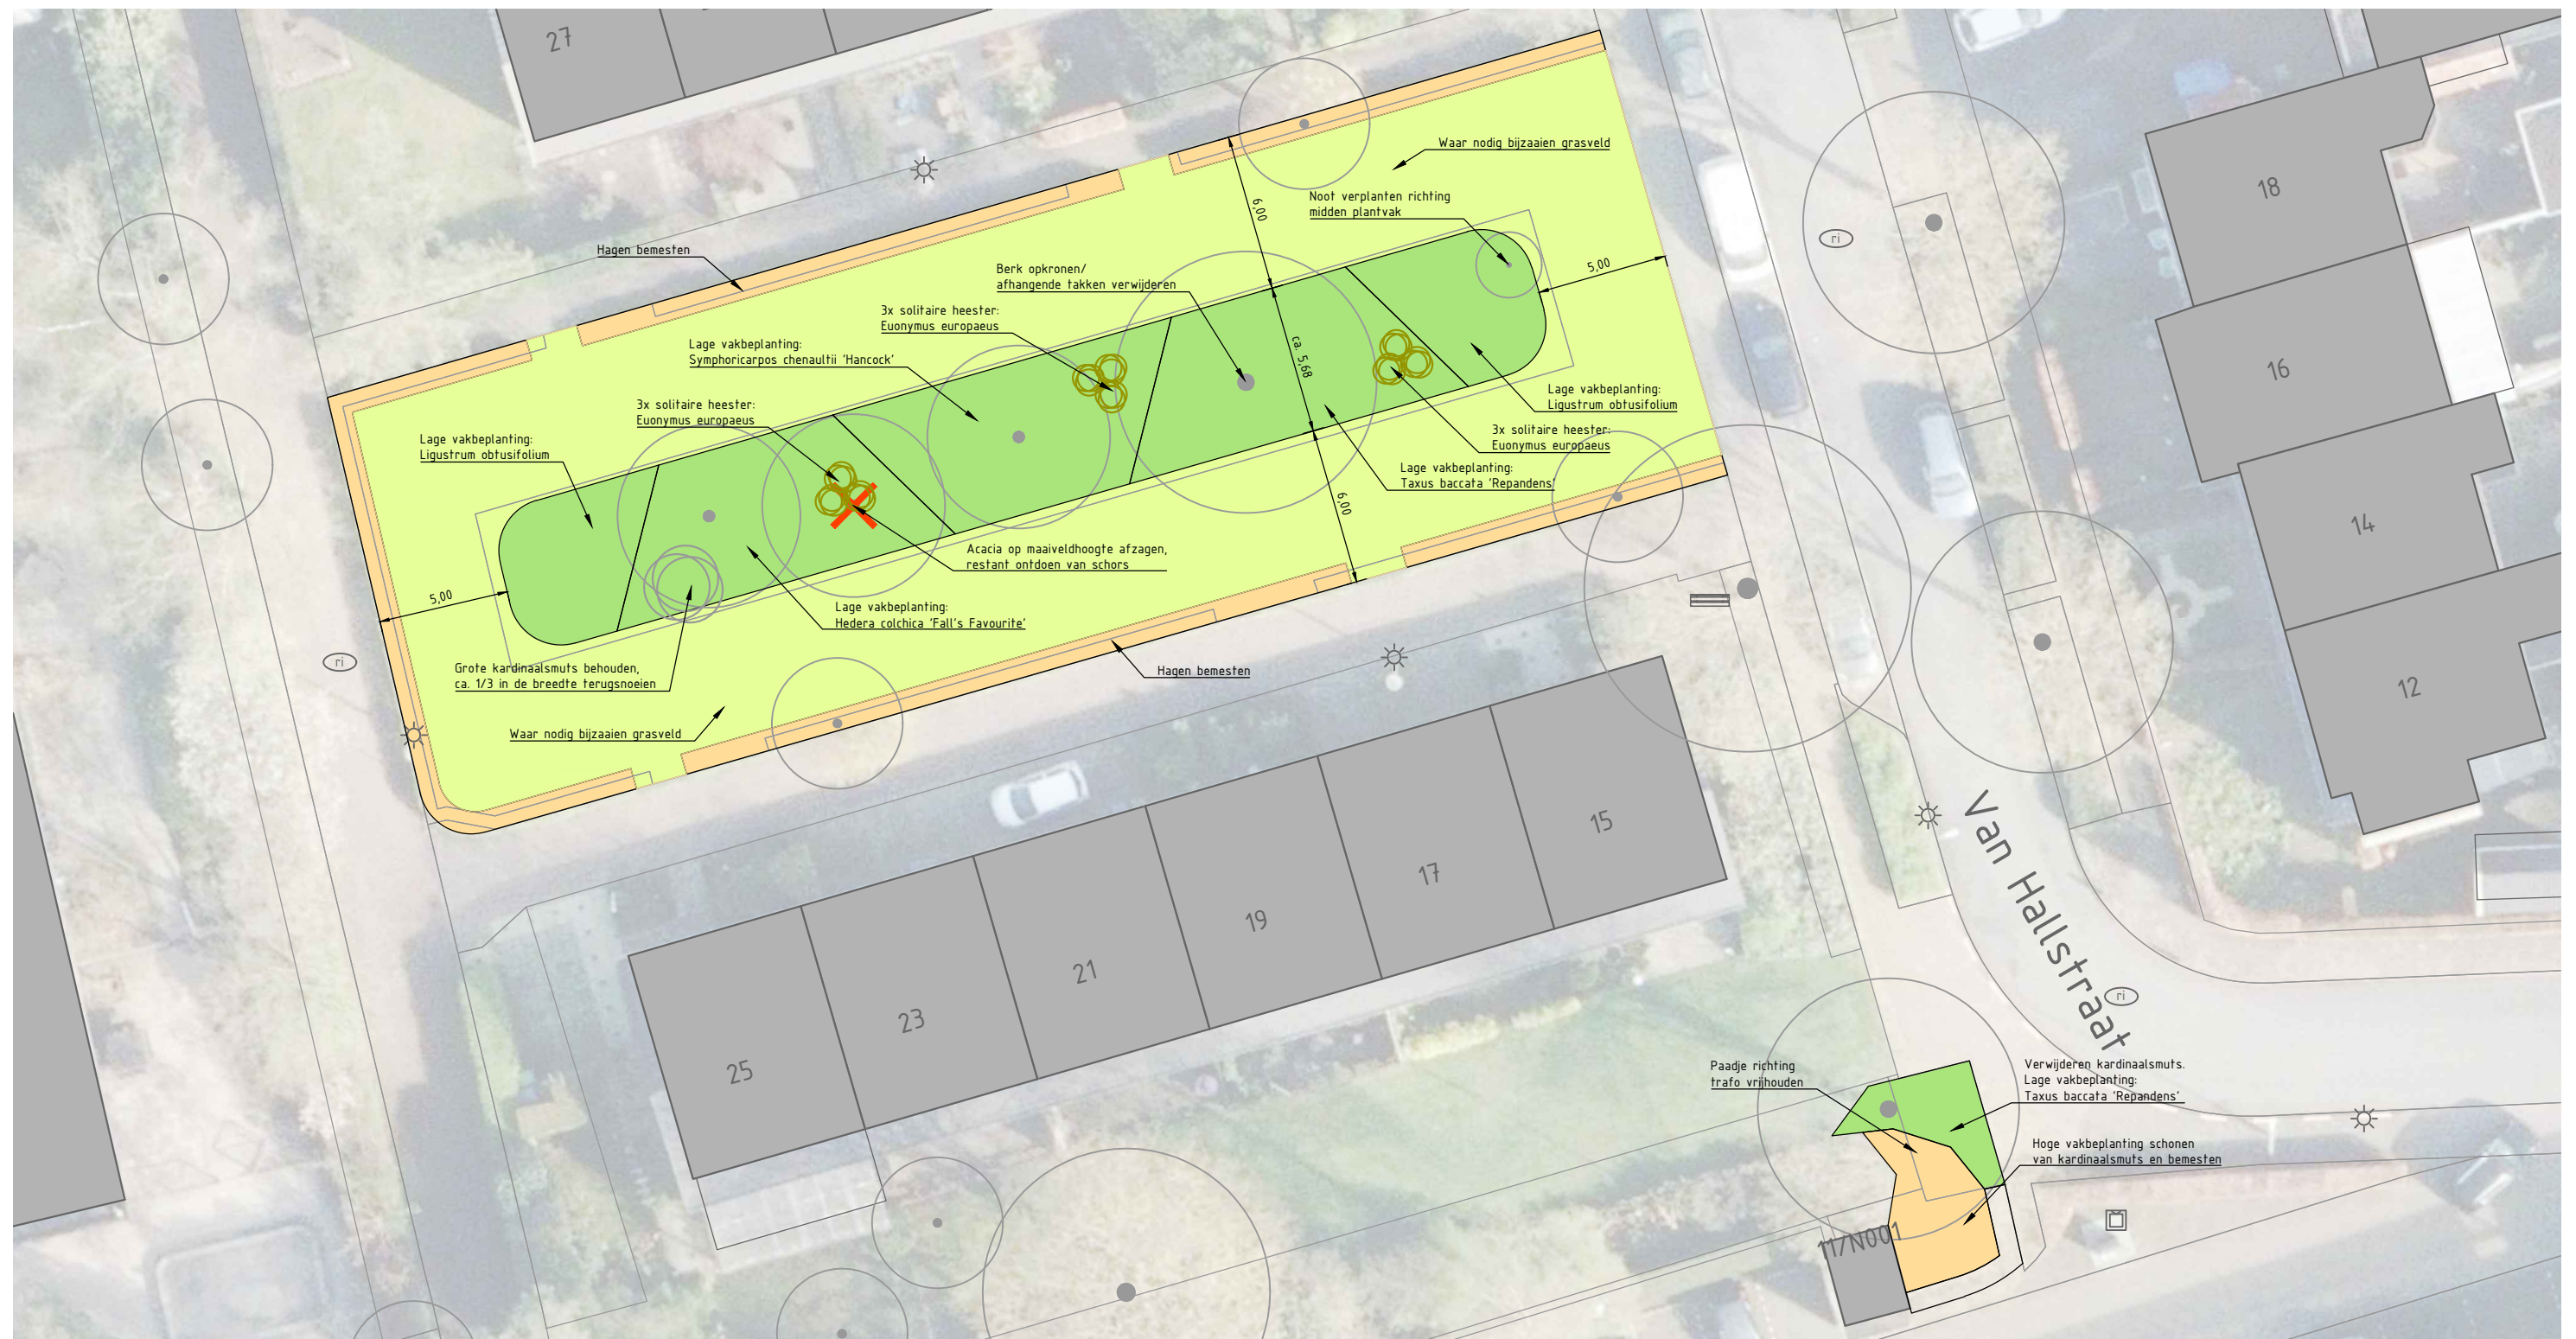 27
Waar nodig bijzaaien grasveld
18
Noot verplanten richting
midden plantvak
6,00
ri
Hagen bemesten
5,00
Berk opkronen/
afhangende takken verwijderen
3x solitaire heester:
Euonymus europaeus
Lage vakbeplanting:
Symphoricarpos chenaultii 'Hancock'
ca. 5,68
16
Lage vakbeplanting:
Ligustrum obtusifolium
3x solitaire heester:
Euonymus europaeus
3x solitaire heester:
Euonymus europaeus
Lage vakbeplanting:
Ligustrum obtusifolium
Lage vakbeplanting:
Taxus baccata 'Repandens'
6,00
14
Acacia op maaiveldhoogte afzagen,
restant ontdoen van schors
5,00
Lage vakbeplanting:
Hedera colchica 'Fall's Favourite'
ri
Grote kardinaalsmuts behouden,
ca. 1/3 in de breedte terugsnoeien
Hagen bemesten
12
Waar nodig bijzaaien grasveld
15
17
19
21
23
25
Van Hallstraat
ri
Paadje richting
trafo vrijhouden
Verwijderen kardinaalsmuts.
Lage vakbeplanting:
Taxus baccata 'Repandens'
Hoge vakbeplanting schonen
van kardinaalsmuts en bemesten
11/N001